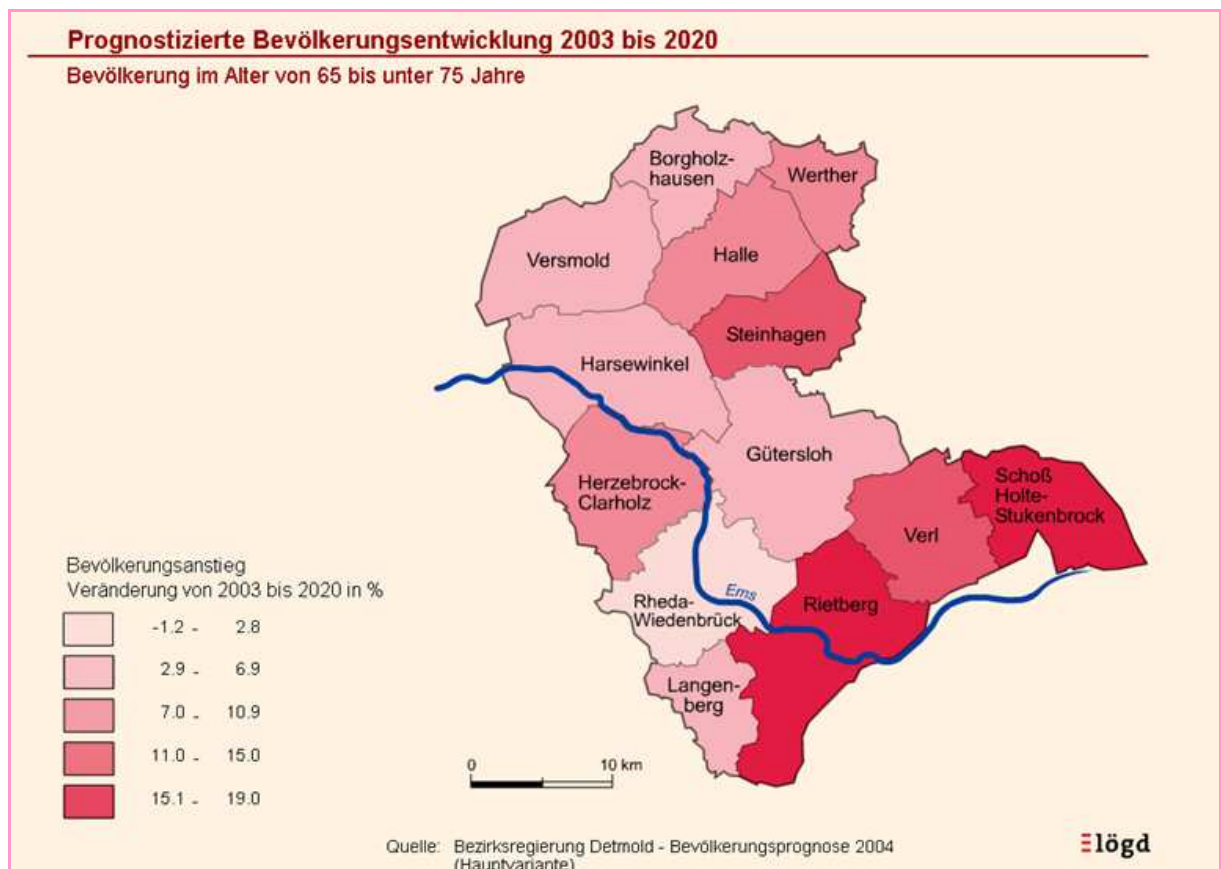 Prognostizierte Bevölkerungsentwicklung 2003 bis 2020
Bevölkerung im Alter von 65 bis unter 75 Jahre
Borgholz-
hausen
Werther
Versmold
Halle
Steinhagen
Harsewinkel
Gütersloh
Herzebrock-
Clarholz
Schoß
Holte-
Stukenbrock
Verl
Ems
Rheda-
Wiedenbrück
Rietberg
Langen-
berg
Bevölkerungsanstieg
Veränderung von 2003 bis 2020 in %
-1.2 - 2.8
2.9 - 6.9
7.0 - 10.9
11.0 - 15.0
15.1 - 19.0
0 10 km
Quelle: Bezirksregierung Detmold - Bevölkerungsprognose 2004
(Hauptvariante)
lögd